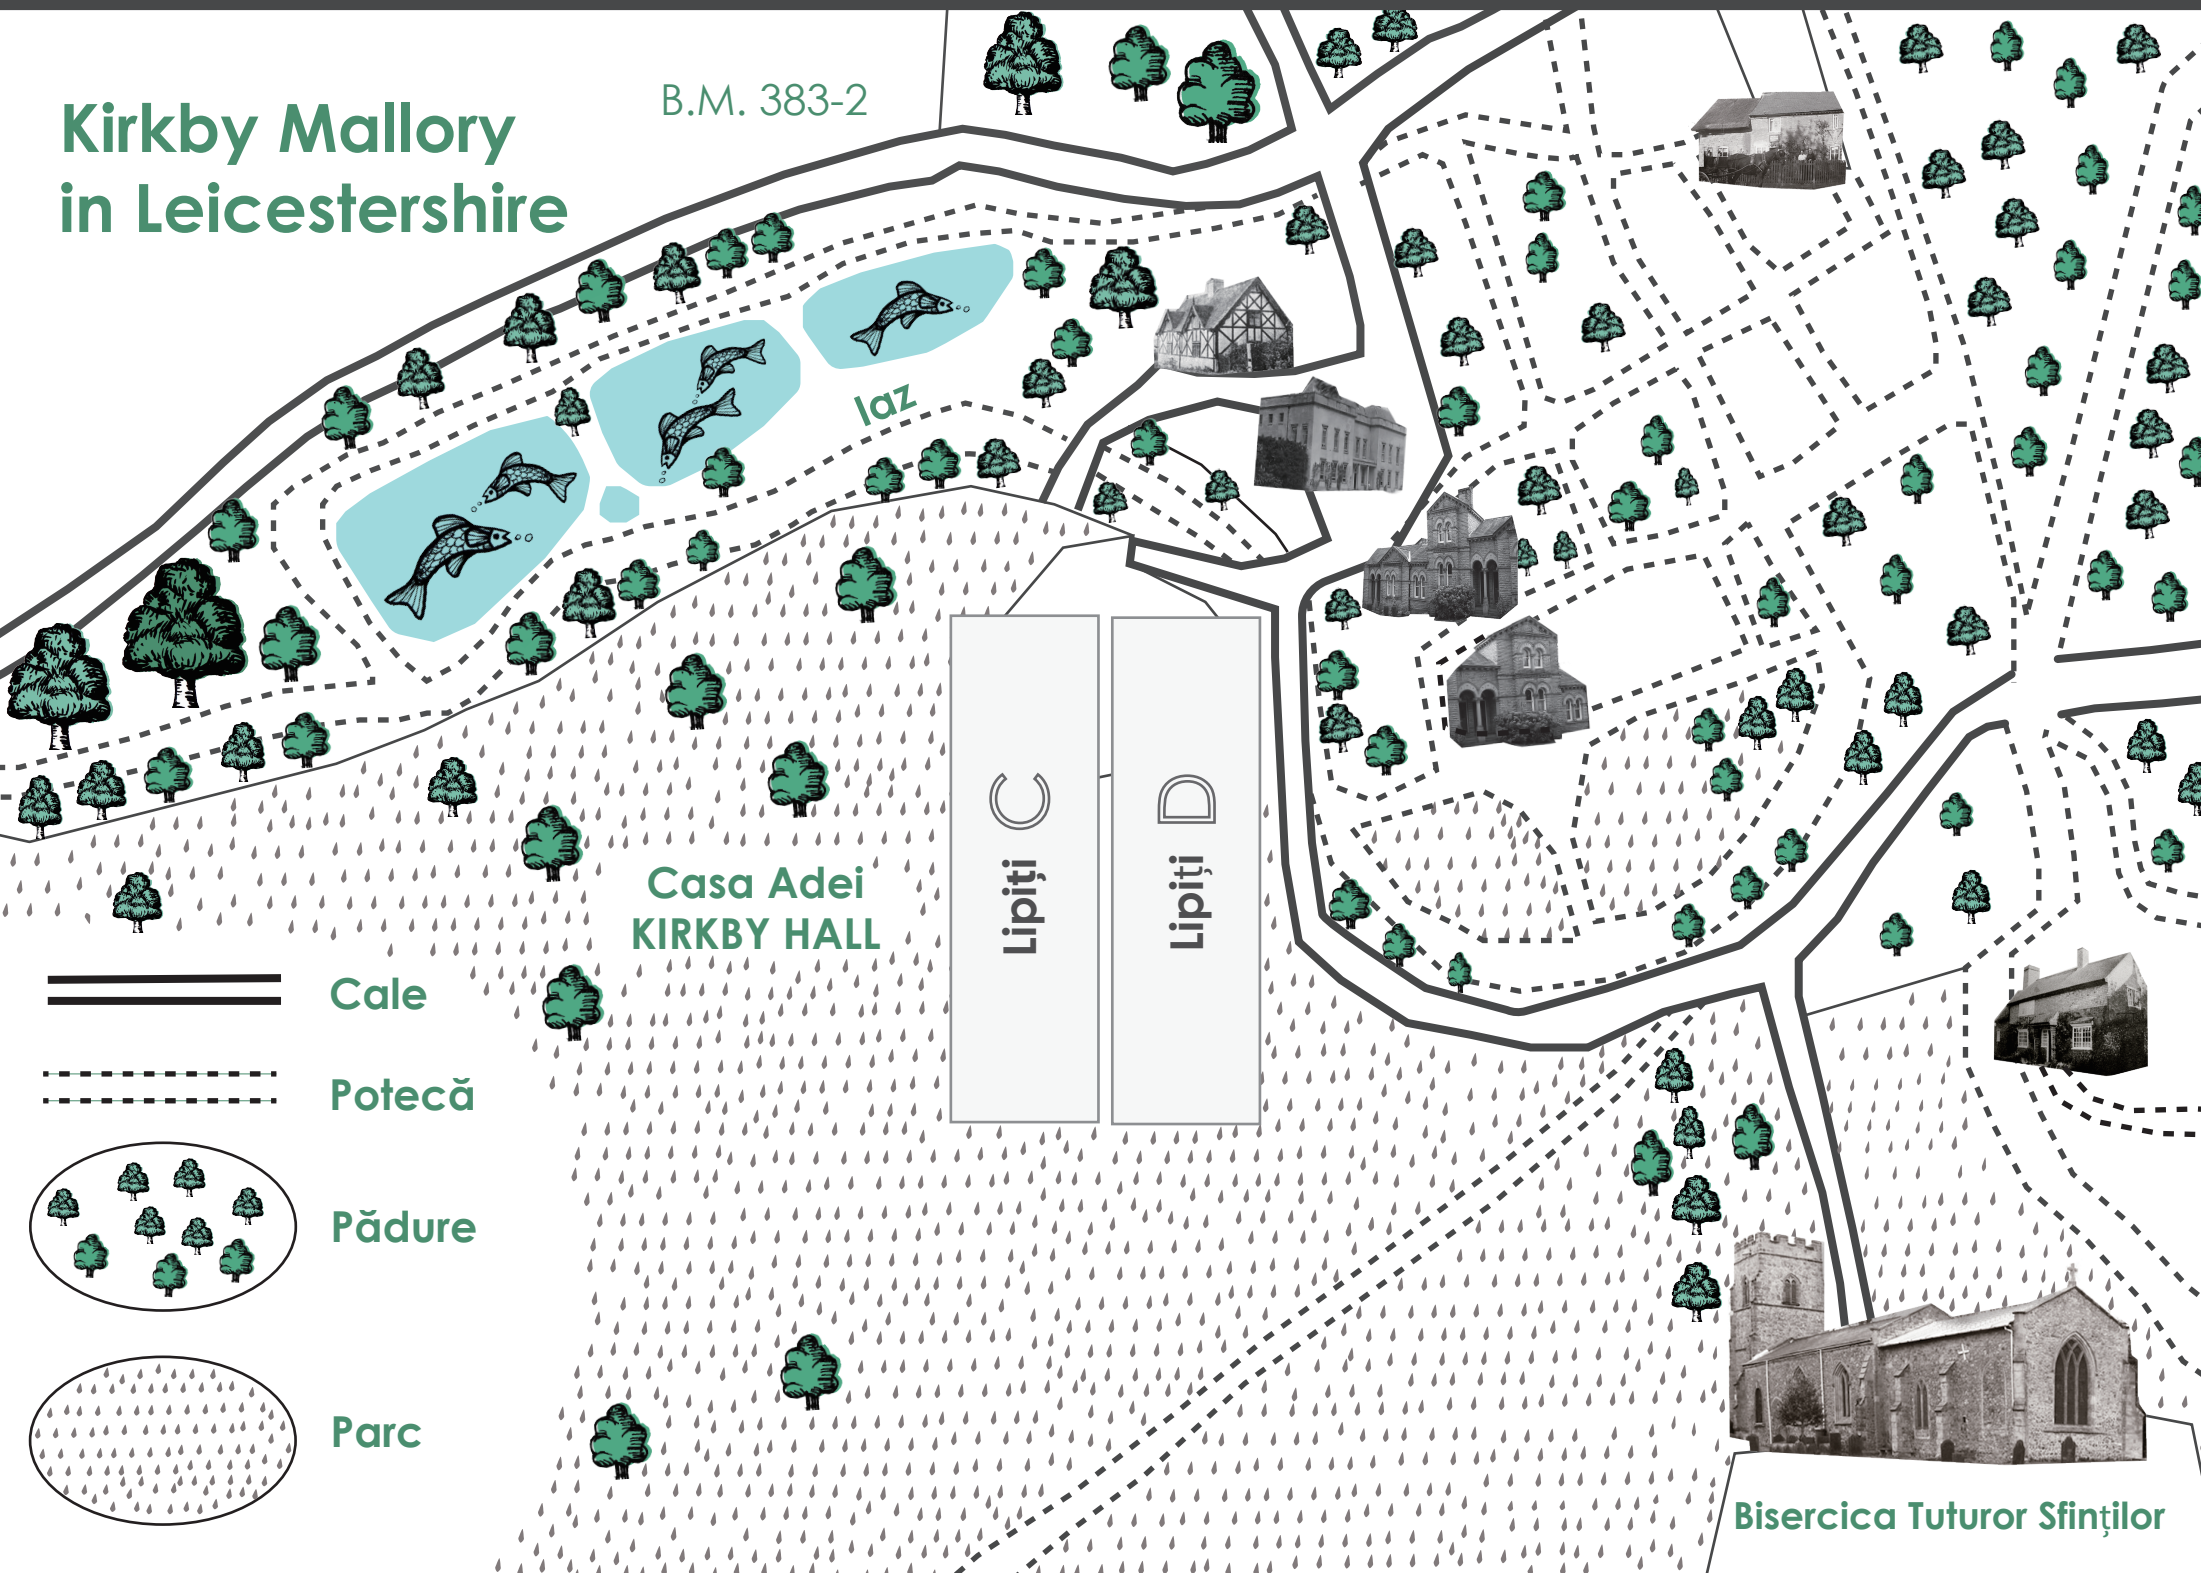 Kirkby Mallory
in Leicestershire
B.M. 383-2
Iaz
Casa Adei
KIRKBY HALL
Lipiți C
Lipiți D
Cale
Potecă
Pădure
Parc
Bisercica Tuturor Sfinților